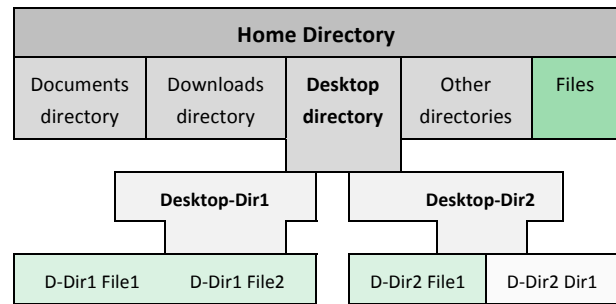 Home Directory
Documents directory
Downloads directory
Desktop directory
Other directories
Files
Desktop-Dir1
Desktop-Dir2
D-Dir1 File1
D-Dir1 File2
D-Dir2 File1
D-Dir2 Dir1